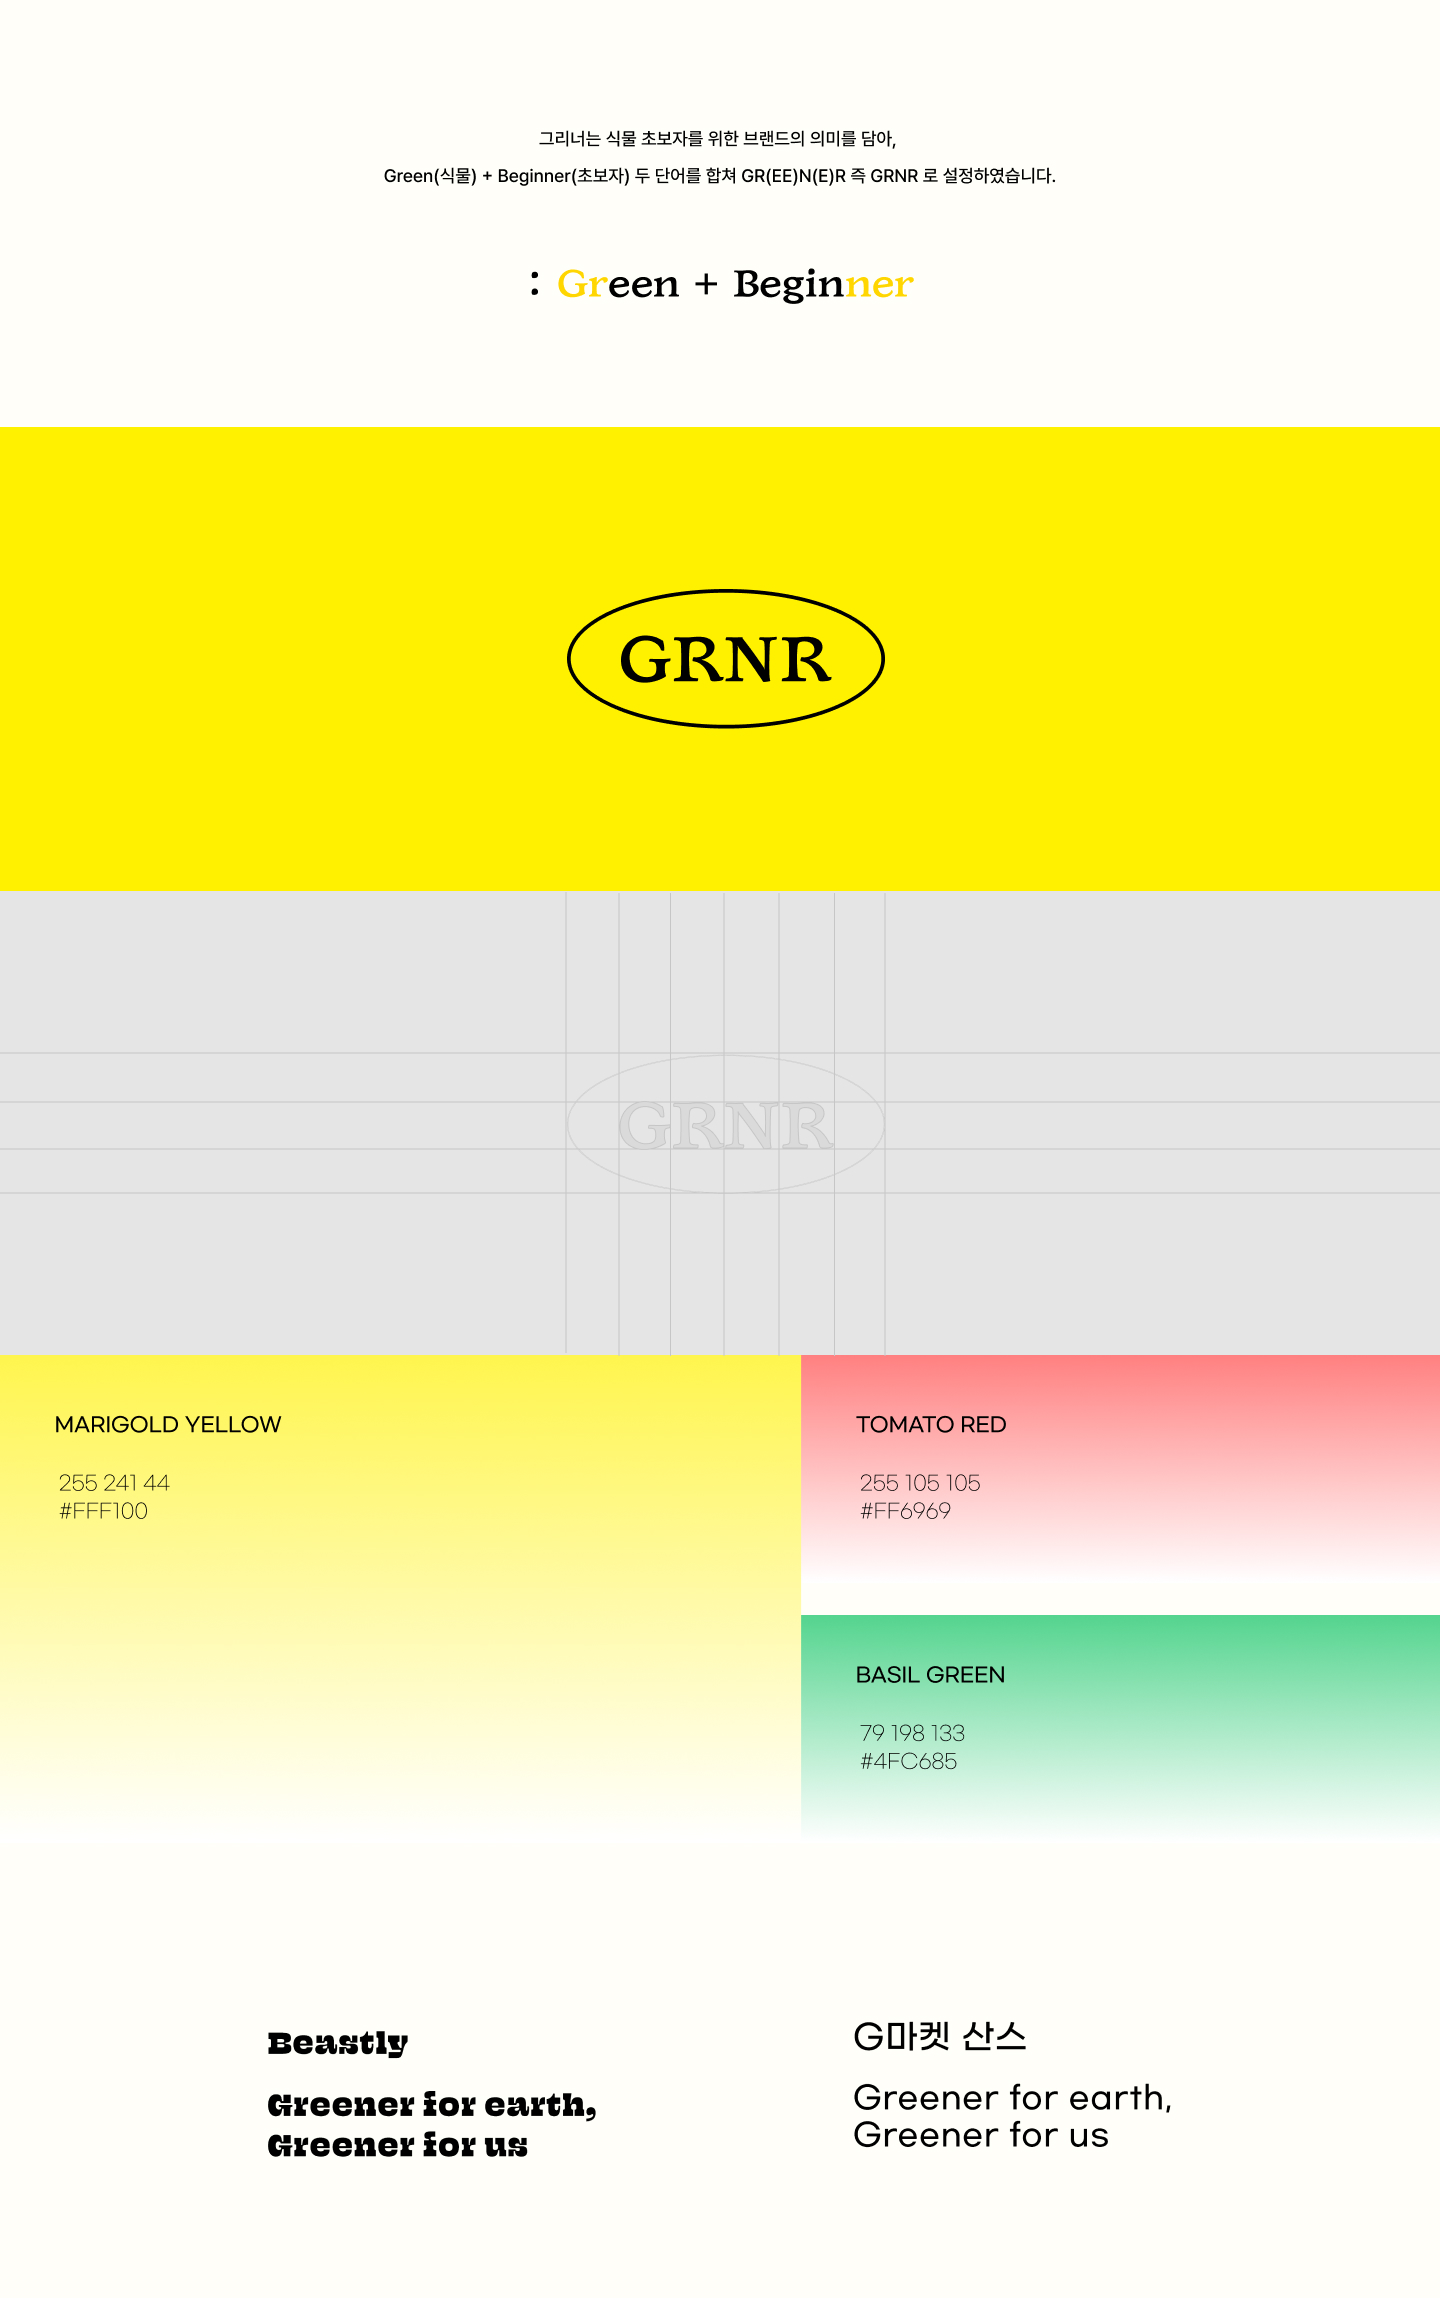 그리너는 식물 초보자를 위한 브랜드의 의미를 담아,
Green(식물) + Beginner(초보자) 두 단어를 합쳐 GR(EE)N(E)R 즉 GRNR 로 설정하였습니다.
: Green + Beginner
GRNR
GRNR
MARIGOLD YELLOW
255 241 44
#FFF100
TOMATO RED
255 105 105
#FF6969
BASIL GREEN
79 198 133
#4FC685
Beastly
Greener for earth,
Greener for us
G마켓 산스
Greener for earth,
Greener for us